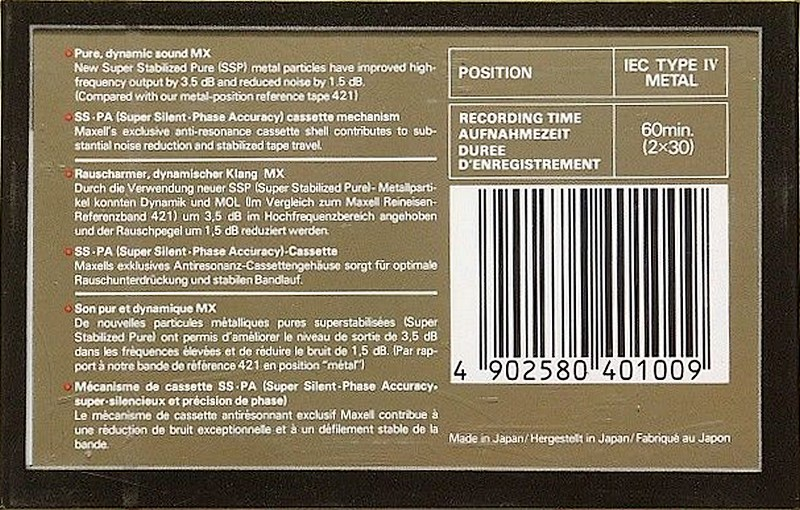 Pure, dynamic sound MX
New Super Stabilized Pure (SSP) metal particles have improved high-
frequency output by 3.5 dB and reduced noise by 1.5 dB.
(Compared with our metal-position reference tape 421)
SS·PA (Super Silent·Phase Accuracy) cassette mechanism
Maxell's exclusive anti-resonance cassette shell contributes to sub-
stantial noise reduction and stabilized tape travel.
Rauscharmer, dynamischer Klang MX
Durch die Verwendung neuer SSP (Super Stabilized Pure)- Metallparti-
kel konnten Dynamik und MOL (Im Vergleich zum Maxell Reineisen-
Referenzband 421) um 3,5 dB im Hochfrequenzbereich angehoben
und der Rauschpegel um 1,5 dB reduziert werden.
SS·PA (Super Silent·Phase Accuracy)-Cassette
Maxells exklusives Antiresonanz-Cassettengehäuse sorgt für optimale
Rauschunterdrückung und stabilen Bandlauf.
Son pur et dynamique MX
De nouvelles particules métalliques pures superstabilisées (Super
Stabilized Pure) ont permis d'améliorer le niveau de sortie de 3,5 dB
dans les fréquences élevées et de réduire le bruit de 1,5 dB. (Par rap-
port à notre bande de référence 421 en position "métal")
Mécanisme de cassette SS·PA (Super Silent·Phase Accuracy-
super-silencieux et précision de phase)
Le mécanisme de cassette antirésonnant exclusif Maxell contribue à
une réduction de bruit exceptionnelle et à un défilement stable de la
bande.
POSITION
IEC TYPE IV
METAL
RECORDING TIME
AUFNAHMEZEIT
DUREE
D'ENREGISTREMENT
60min.
(2×30)
4 902580 401009
Made in Japan/Hergestellt in Japan/Fabriqué au Japon